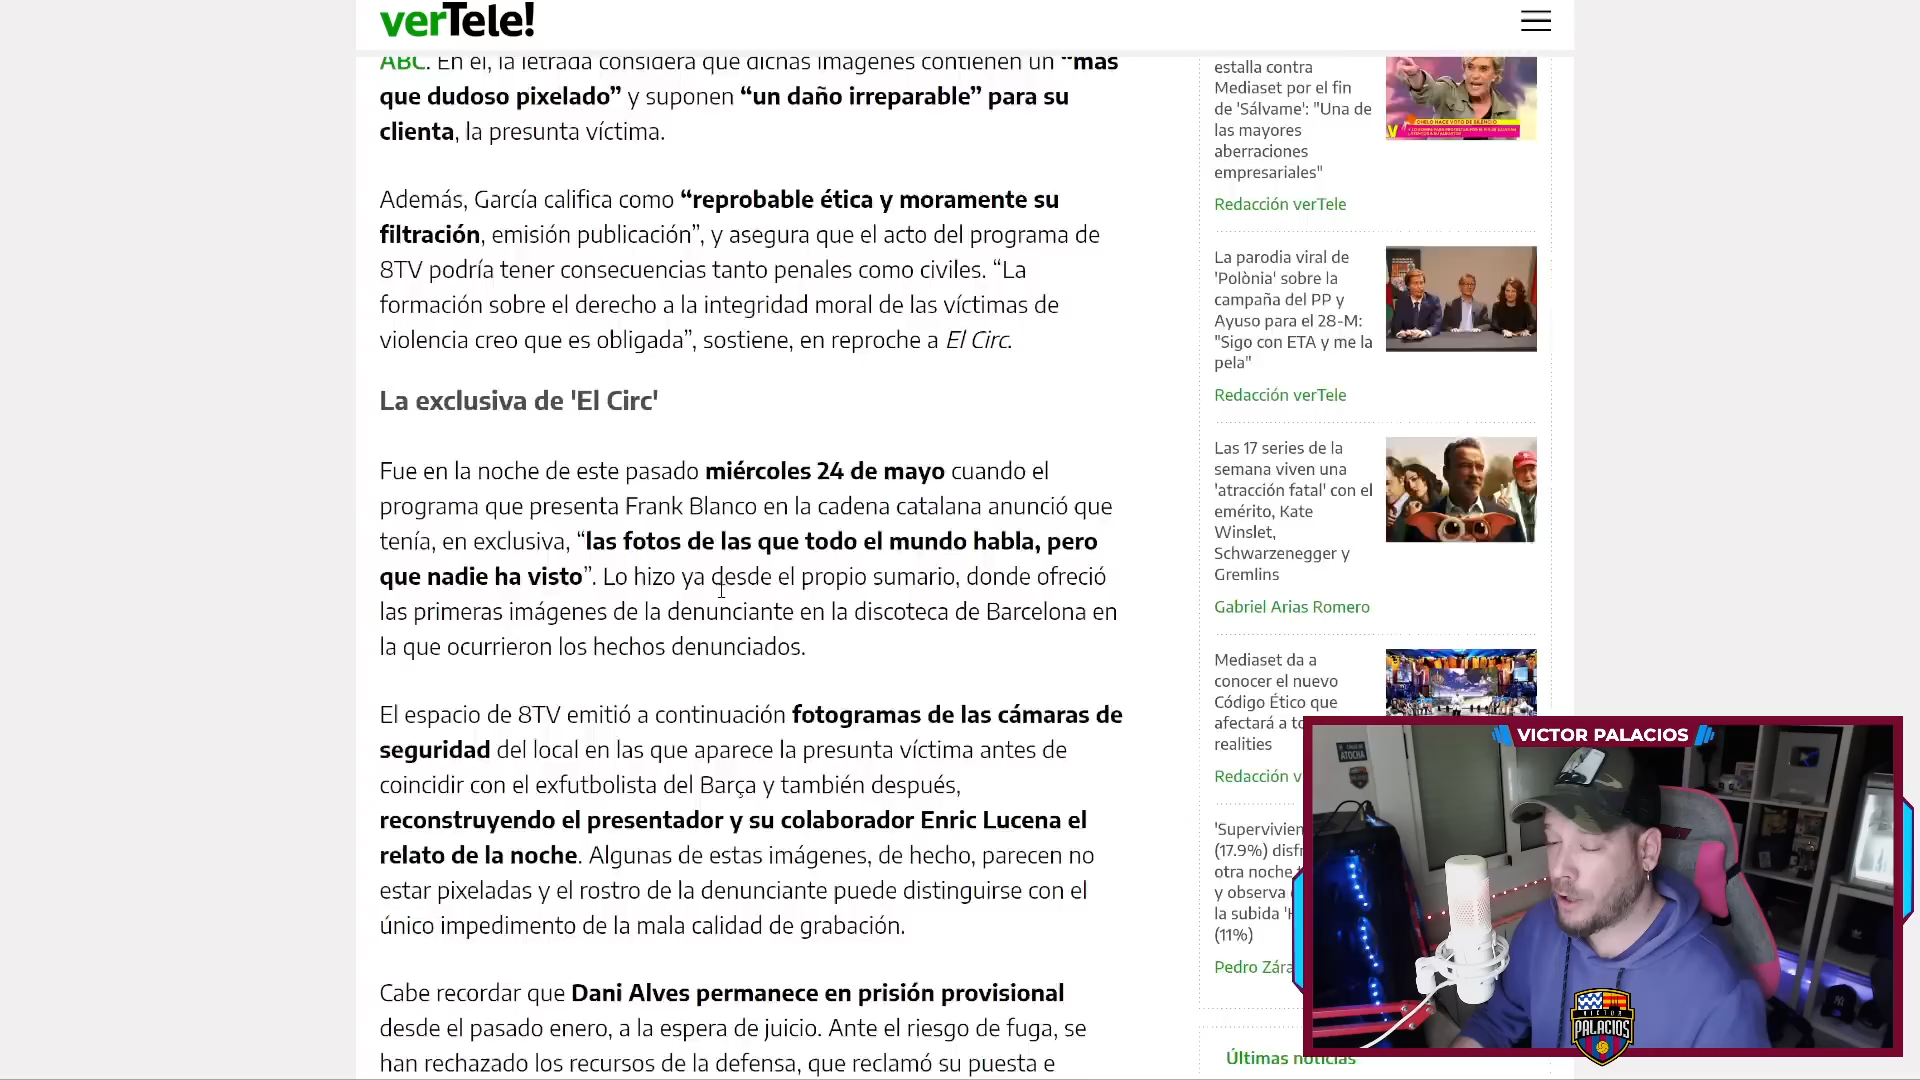 verTele!
ABC. En él, la letrada considera que dichas imágenes contienen un “más
que dudoso pixelado” y suponen “un daño irreparable” para su
clienta, la presunta víctima.
Además, García califica como “reprobable ética y moramente su
filtración, emisión publicación”, y asegura que el acto del programa de
8TV podría tener consecuencias tanto penales como civiles. “La
formación sobre el derecho a la integridad moral de las víctimas de
violencia creo que es obligada”, sostiene, en reproche a El Circ.
La exclusiva de 'El Circ'
Fue en la noche de este pasado miércoles 24 de mayo cuando el
programa que presenta Frank Blanco en la cadena catalana anunció que
tenía, en exclusiva, “las fotos de las que todo el mundo habla, pero
que nadie ha visto”. Lo hizo ya desde el propio sumario, donde ofreció
las primeras imágenes de la denunciante en la discoteca de Barcelona en
la que ocurrieron los hechos denunciados.
El espacio de 8TV emitió a continuación fotogramas de las cámaras de
seguridad del local en las que aparece la presunta víctima antes de
coincidir con el exfutbolista del Barça y también después,
reconstruyendo el presentador y su colaborador Enric Lucena el
relato de la noche. Algunas de estas imágenes, de hecho, parecen no
estar pixeladas y el rostro de la denunciante puede distinguirse con el
único impedimento de la mala calidad de grabación.
Cabe recordar que Dani Alves permanece en prisión provisional
desde el pasado enero, a la espera de juicio. Ante el riesgo de fuga, se
han rechazado los recursos de la defensa, que reclamó su puesta e
estalla contra
Mediaset por el fin
de 'Sálvame': "Una de
las mayores
aberraciones
empresariales"
Redacción verTele
CHELO HACE VOTO DE SILENCIO
La parodia viral de
'Polònia' sobre la
campaña del PP y
Ayuso para el 28-M:
"Sigo con ETA y me la
pela"
Redacción verTele
Las 17 series de la
semana viven una
'atracción fatal' con el
emérito, Kate
Winslet,
Schwarzenegger y
Gremlins
Gabriel Arias Romero
Mediaset da a
conocer el nuevo
Código Ético que
afectará a to
realities
Redacción v
'Supervivien
(17.9%) disfr
otra noche
y observa
la subida 'H
(11%)
Pedro Zára
Últimas noticias
VICTOR PALACIOS
ATOCHA
VICTOR
PALACIOS